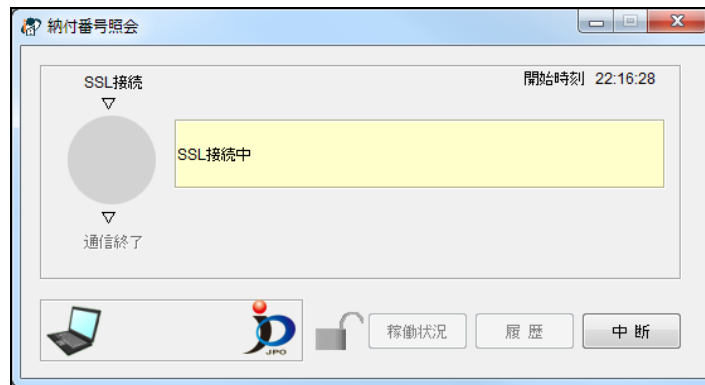 納付番号照会
SSL接続
開始時刻 22:16:28
▽
SSL接続中
▽
通信終了
JPO
稼働状況
履 歴
中 断